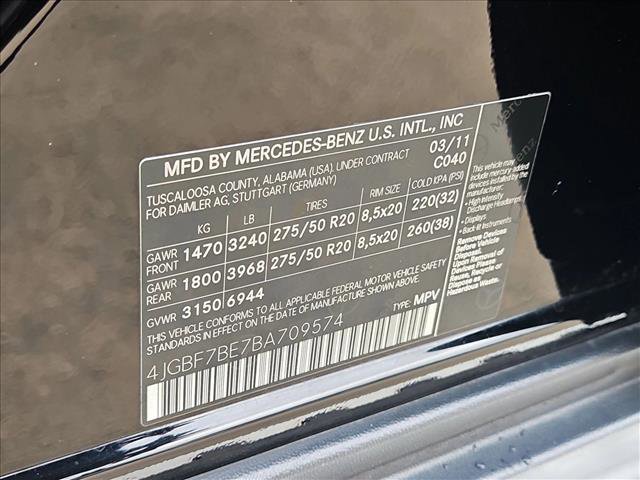 MFD BY MERCEDES-BENZ U.S. INTL., INC
TUSCALOOSA COUNTY, ALABAMA (USA), UNDER CONTRACT 03/11
FOR DAIMLER AG, STUTTGART (GERMANY) C040
KG LB TIRES RIM SIZE COLD KPA (PSI)
GAWR FRONT 1470 3240 275/50 R20 8,5x20 220(32)
GAWR REAR 1800 3968 275/50 R20 8,5x20 260(38)
GVWR 3150 6944
THIS VEHICLE CONFORMS TO ALL APPLICABLE FEDERAL MOTOR VEHICLE SAFETY
STANDARDS IN EFFECT ON THE DATE OF MANUFACTURE SHOWN ABOVE.
4JGBF7BE7BA709574 TYPE: MPV
This vehicle may
include mercury added
devices installed by the
manufacturer:
• High Intensity
Discharge Headlamps
• Displays
• Back lit Instruments
Remove Devices
Before Vehicle
Disposal.
Upon Removal of
Devices Please
Reuse, Recycle or
Dispose as
Hazardous Waste.